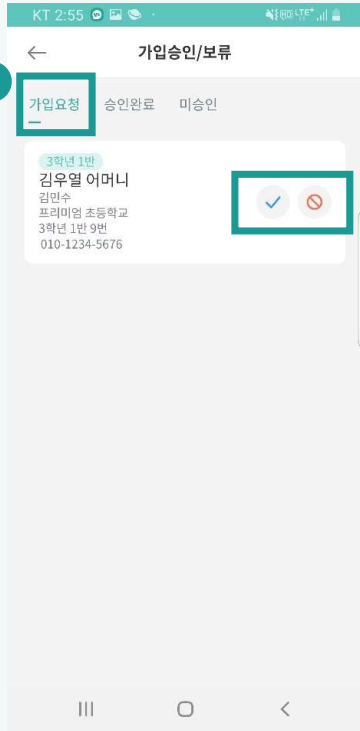 KT 2:55
LTE+
가입승인/보류
가입요청 승인완료 미승인
3학년 1반
김우열 어머니
김민수
프리미엄 초등학교
3학년 1반 9번
010-1234-5676